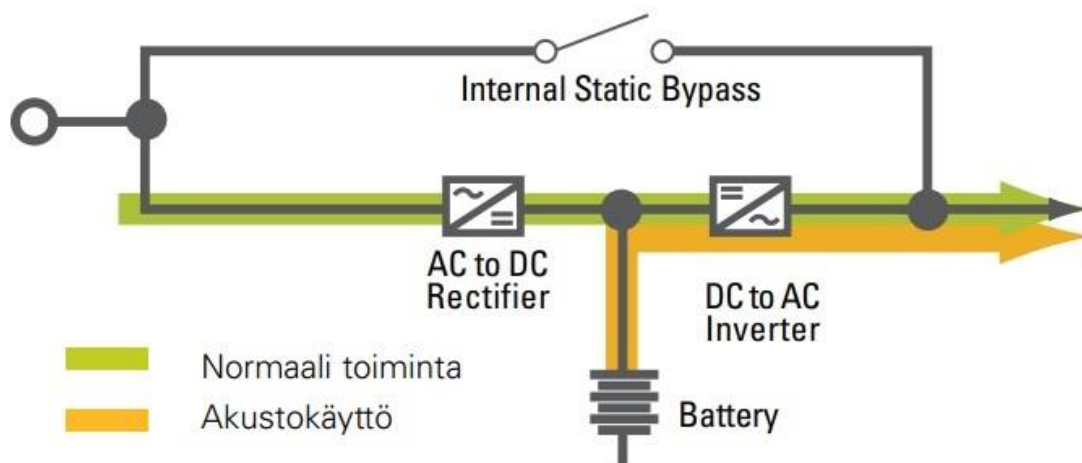 Internal Static Bypass
AC to DC
Rectifier
DC to AC
Inverter
Normaali toiminta
Akustokäyttö
Battery